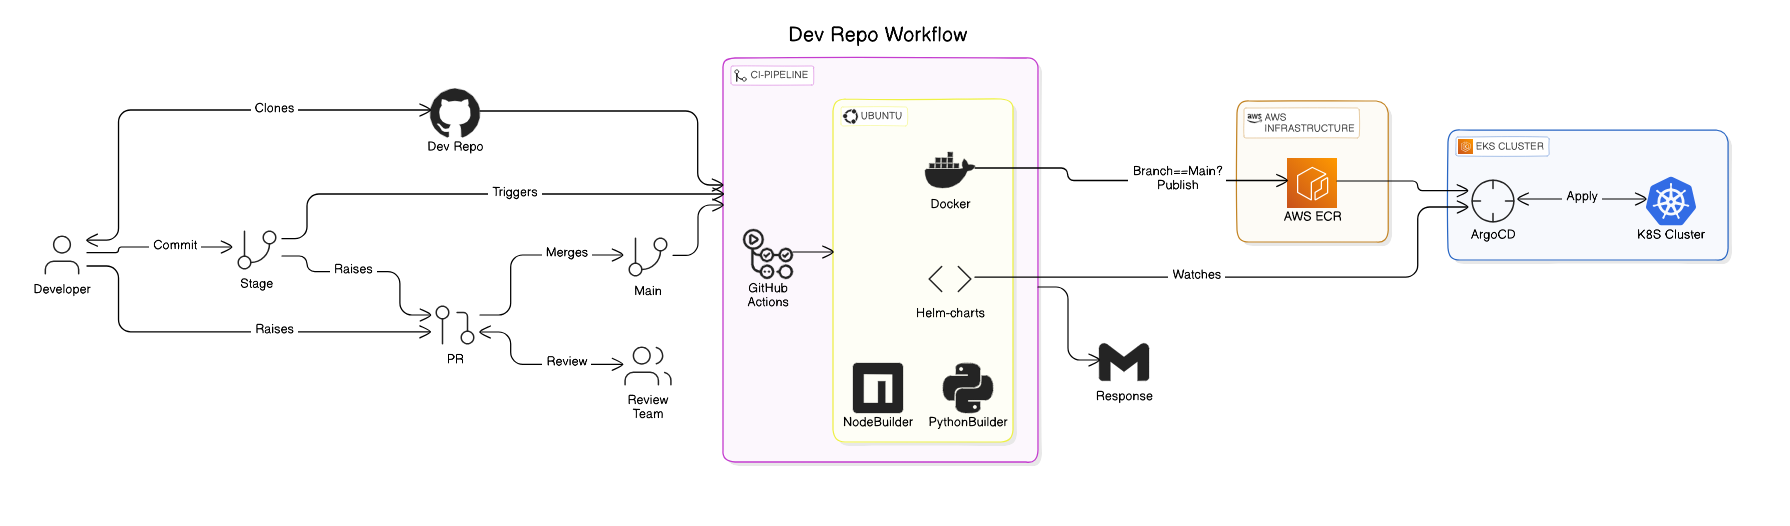 Dev Repo Workflow
CI-PIPELINE
UBUNTU
Clones
Dev Repo
Triggers
Developer
Commit
Stage
Raises
Raises
PR
Merges
Main
Review
Review
Team
GitHub
Actions
Docker
Helm-charts
NodeBuilder
PythonBuilder
Branch==Main?
Publish
aws
AWS
INFRASTRUCTURE
AWS ECR
Watches
Response
EKS CLUSTER
ArgoCD
Apply
K8S Cluster